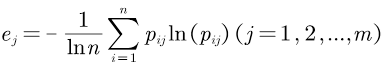 e_j = - \frac{1}{\ln n} \sum_{i=1}^{n} p_{ij} \ln(p_{ij}) (j=1,2,...,m)